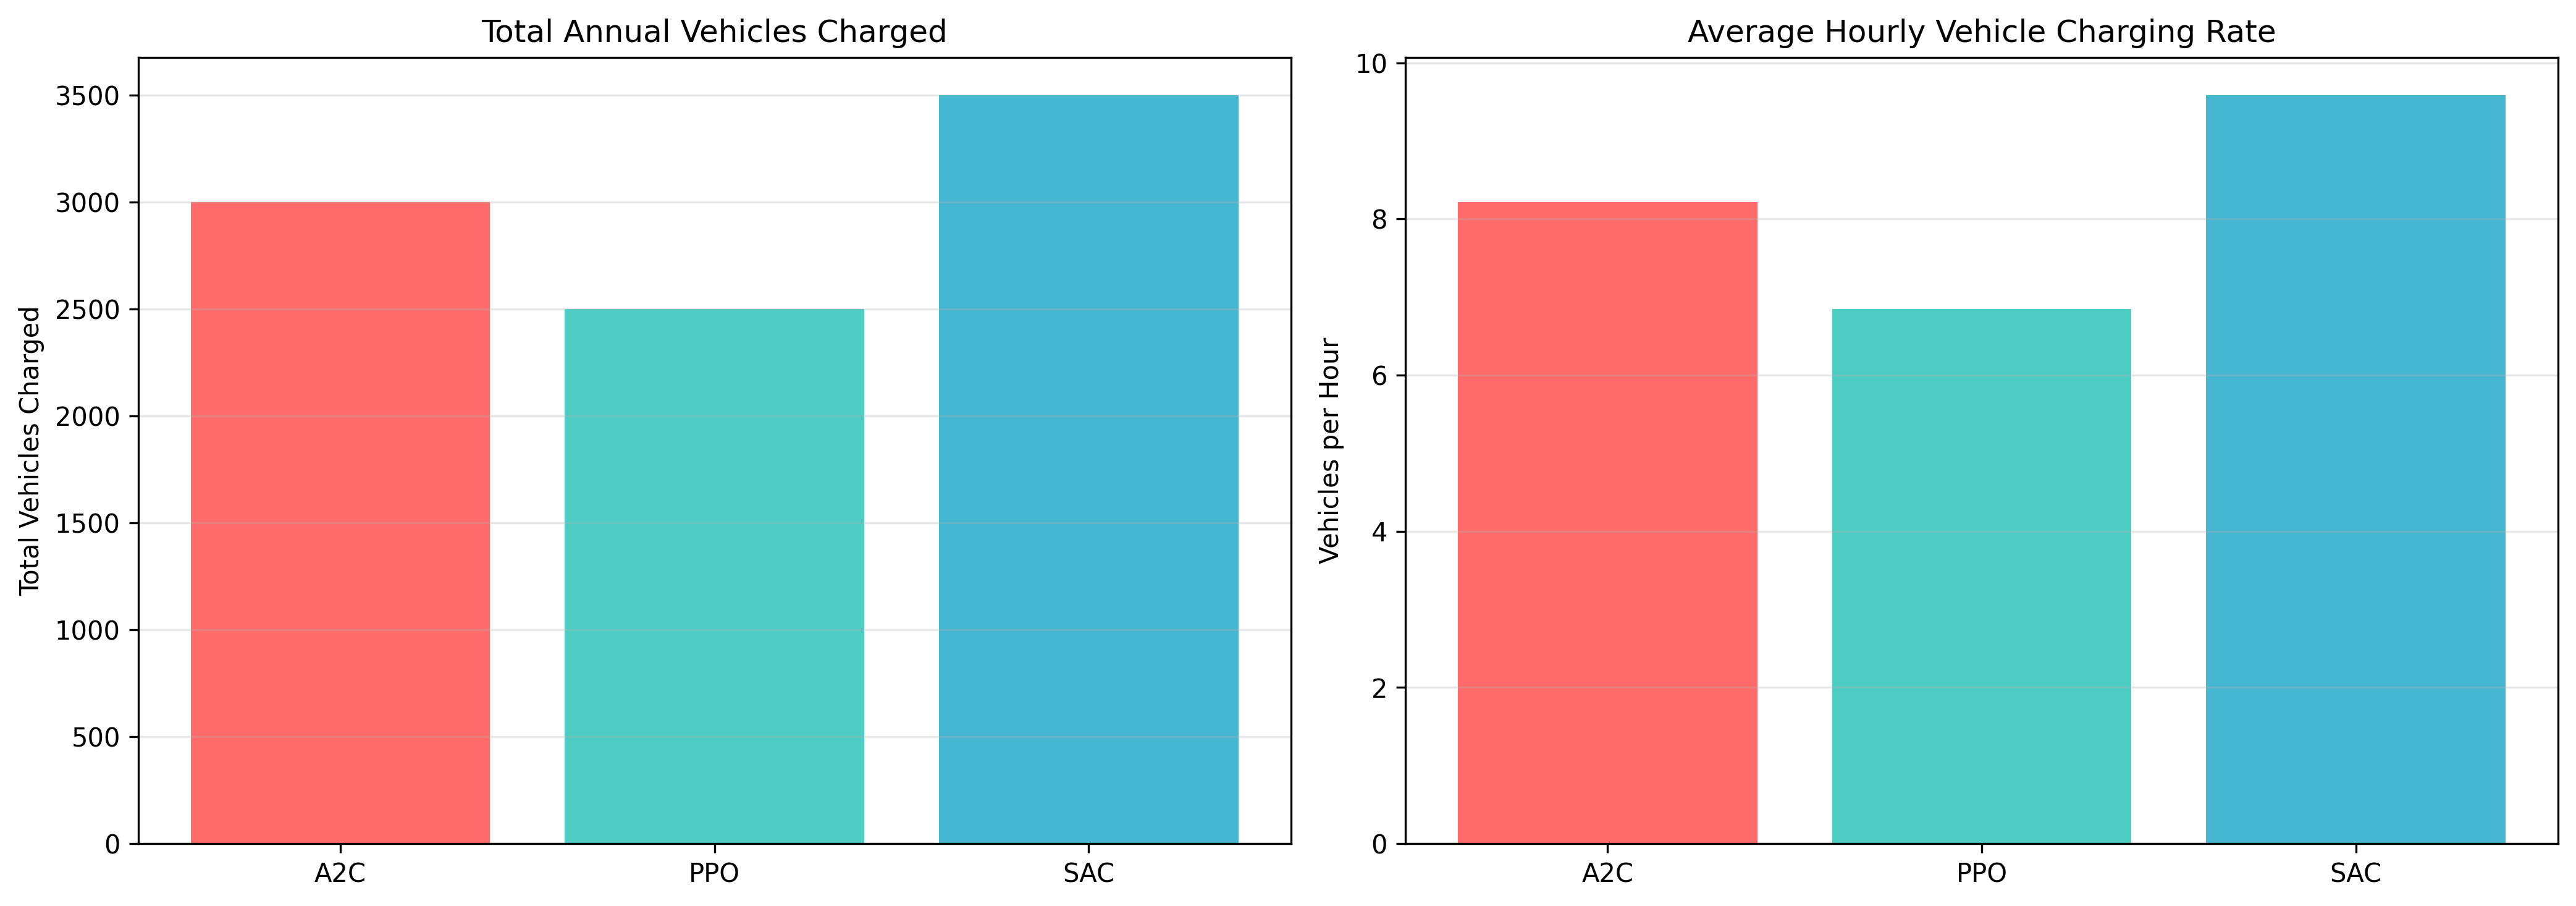 Total Annual Vehicles Charged
Total Vehicles Charged
3500
3000
2500
2000
1500
1000
500
0
A2C
PPO
SAC
Average Hourly Vehicle Charging Rate
Vehicles per Hour
10
8
6
4
2
0
A2C
PPO
SAC